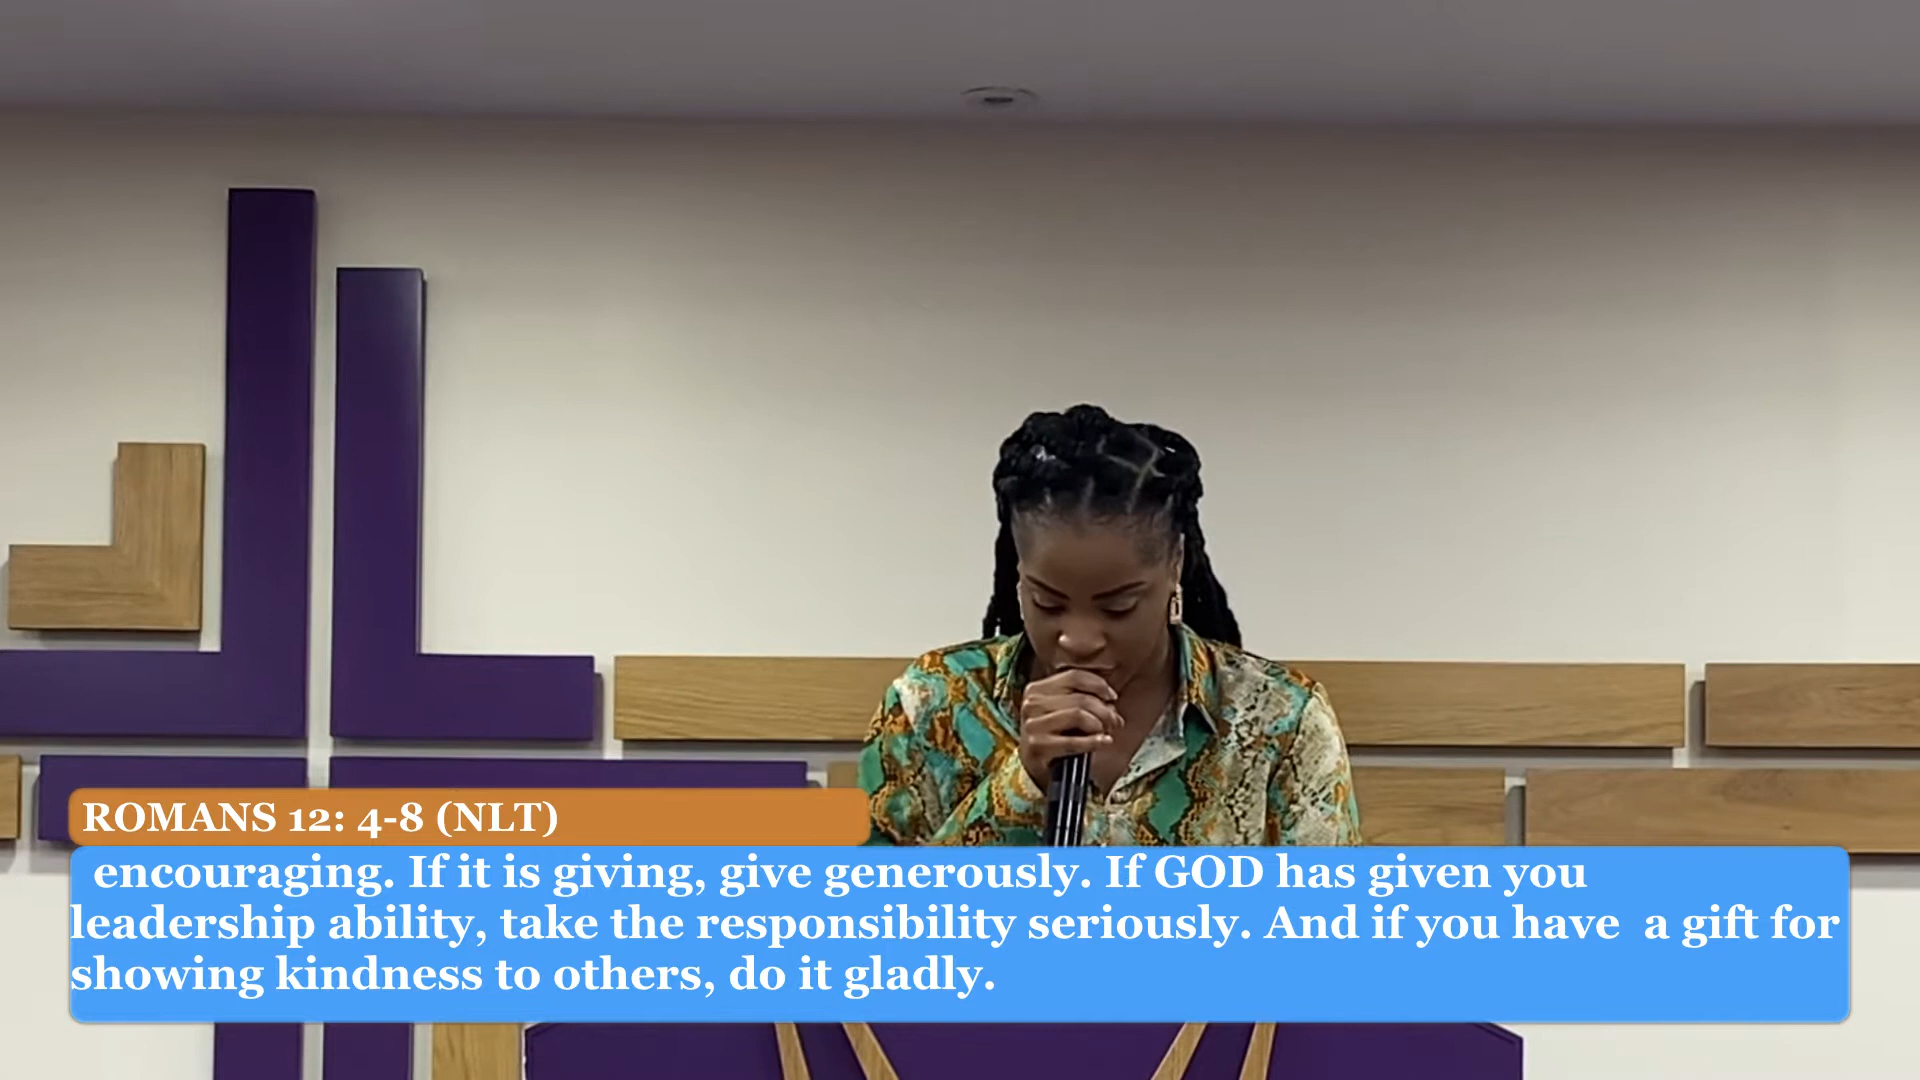 ROMANS 12: 4-8 (NLT)
encouraging. If it is giving, give generously. If GOD has given you
leadership ability, take the responsibility seriously. And if you have  a gift for
showing kindness to others, do it gladly.